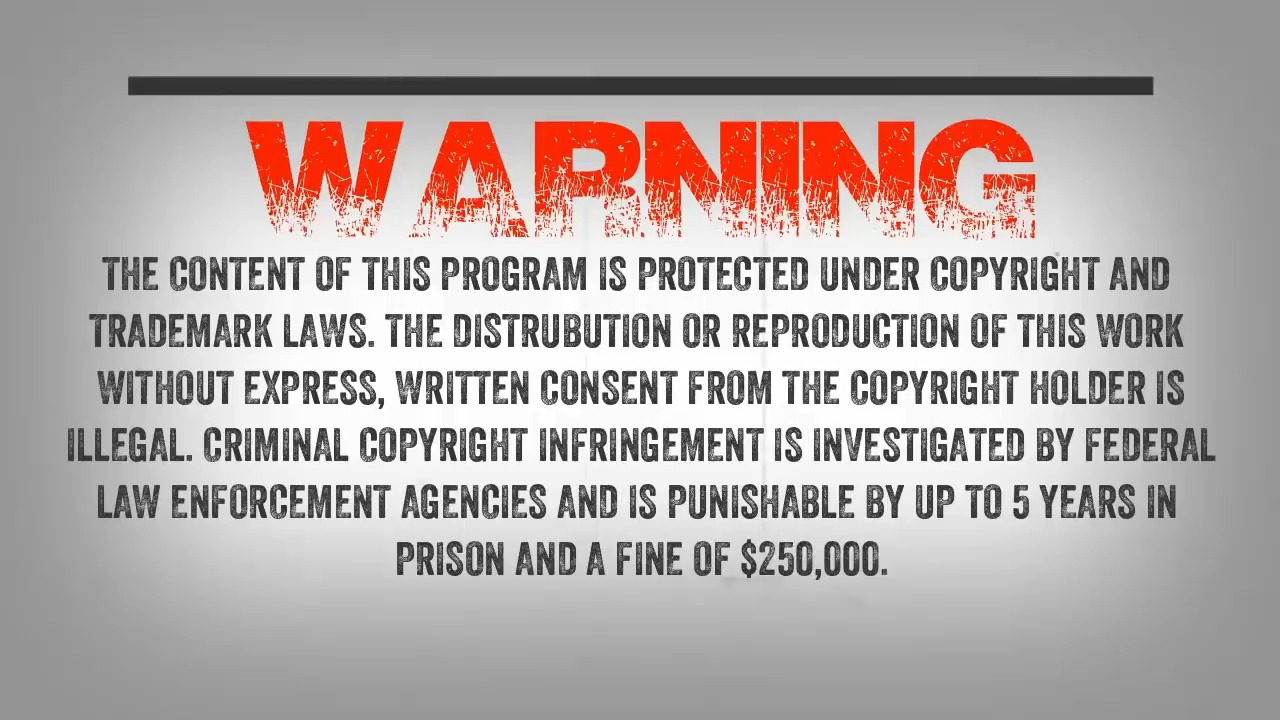 WARNING
THE CONTENT OF THIS PROGRAM IS PROTECTED UNDER COPYRIGHT AND
TRADEMARK LAWS. THE DISTRUBUTION OR REPRODUCTION OF THIS WORK
WITHOUT EXPRESS, WRITTEN CONSENT FROM THE COPYRIGHT HOLDER IS
ILLEGAL. CRIMINAL COPYRIGHT INFRINGEMENT IS INVESTIGATED BY FEDERAL
LAW ENFORCEMENT AGENCIES AND IS PUNISHABLE BY UP TO 5 YEARS IN
PRISON AND A FINE OF $250,000.